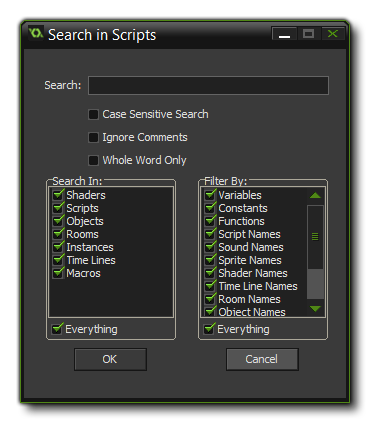 Search in Scripts
Search:
Case Sensitive Search
Ignore Comments
Whole Word Only
Search In:
Shaders
Scripts
Objects
Rooms
Instances
Time Lines
Macros
Everything
Filter By:
Variables
Constants
Functions
Script Names
Sound Names
Sprite Names
Shader Names
Time Line Names
Room Names
Object Names
Everything
OK
Cancel